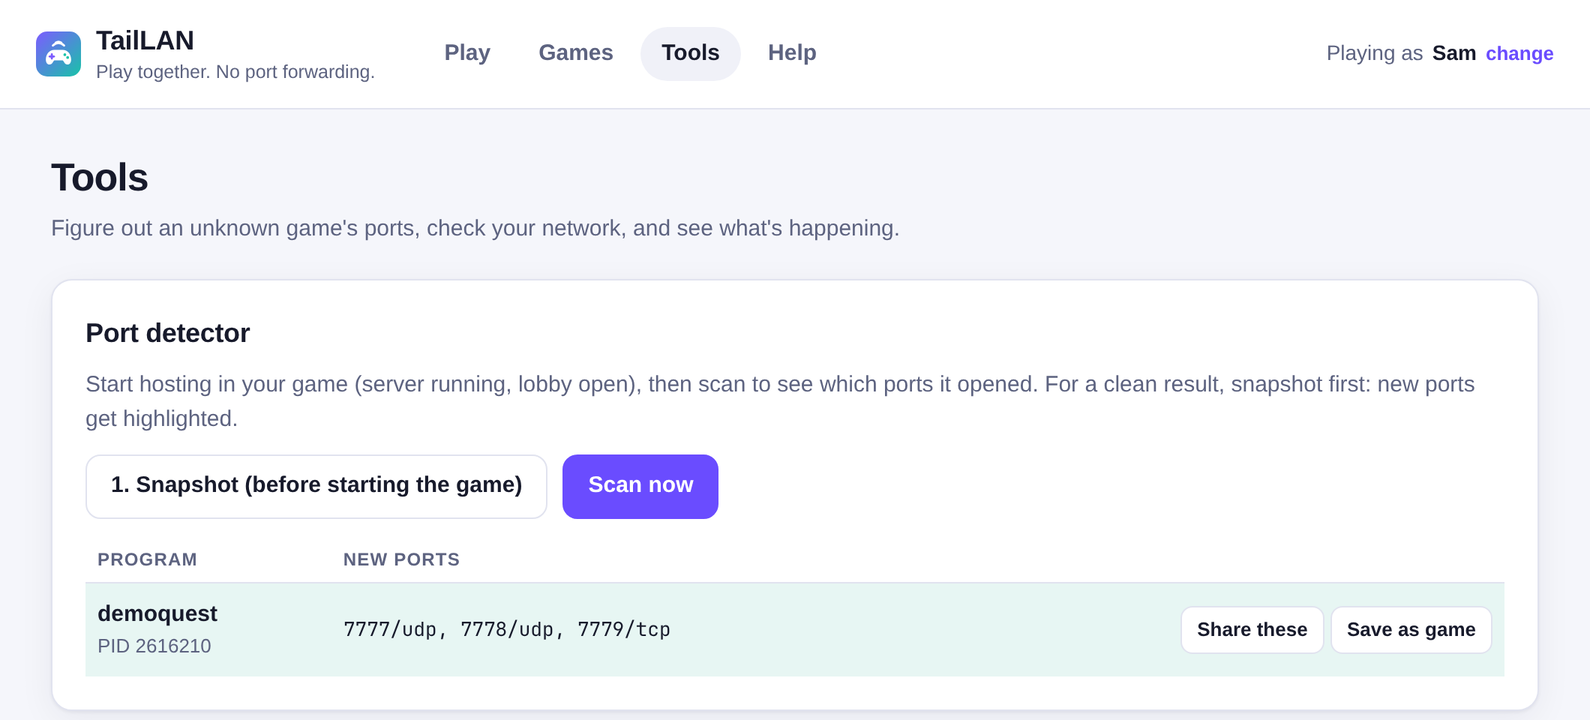 TailLAN
Play together. No port forwarding.
Play
Games
Tools
Help
Playing as Sam change
Tools
Figure out an unknown game's ports, check your network, and see what's happening.
Port detector
Start hosting in your game (server running, lobby open), then scan to see which ports it opened. For a clean result, snapshot first: new ports
get highlighted.
1. Snapshot (before starting the game)
Scan now
PROGRAM
NEW PORTS
demoquest
PID 2616210
7777/udp, 7778/udp, 7779/tcp
Share these
Save as game